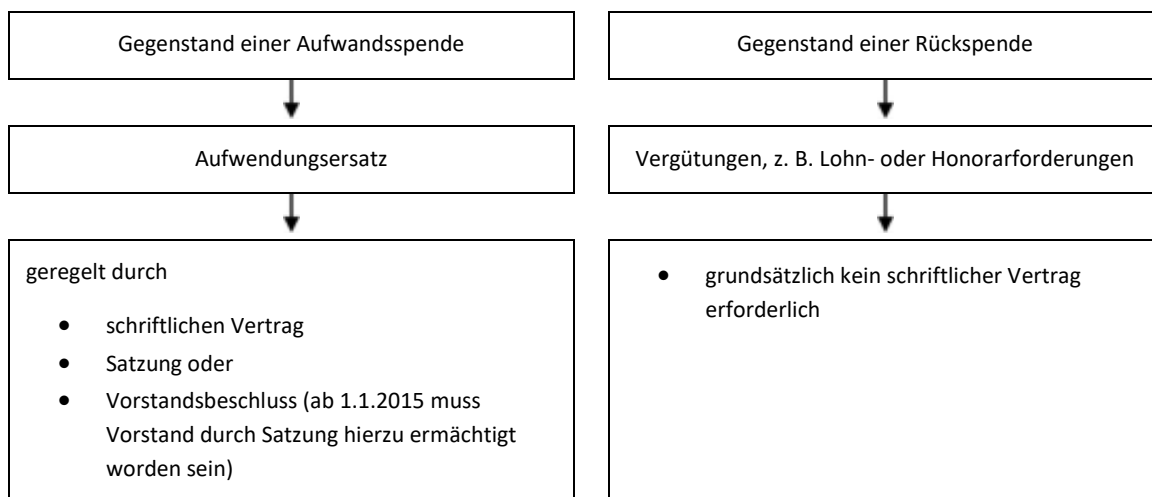 Gegenstand einer Aufwandsspende
Aufwendungsersatz
geregelt durch
• schriftlichen Vertrag
• Satzung oder
• Vorstandsbeschluss (ab 1.1.2015 muss
Vorstand durch Satzung hierzu ermächtigt
worden sein)
Gegenstand einer Rückspende
Vergütungen, z. B. Lohn- oder Honorarforderungen
• grundsätzlich kein schriftlicher Vertrag
erforderlich